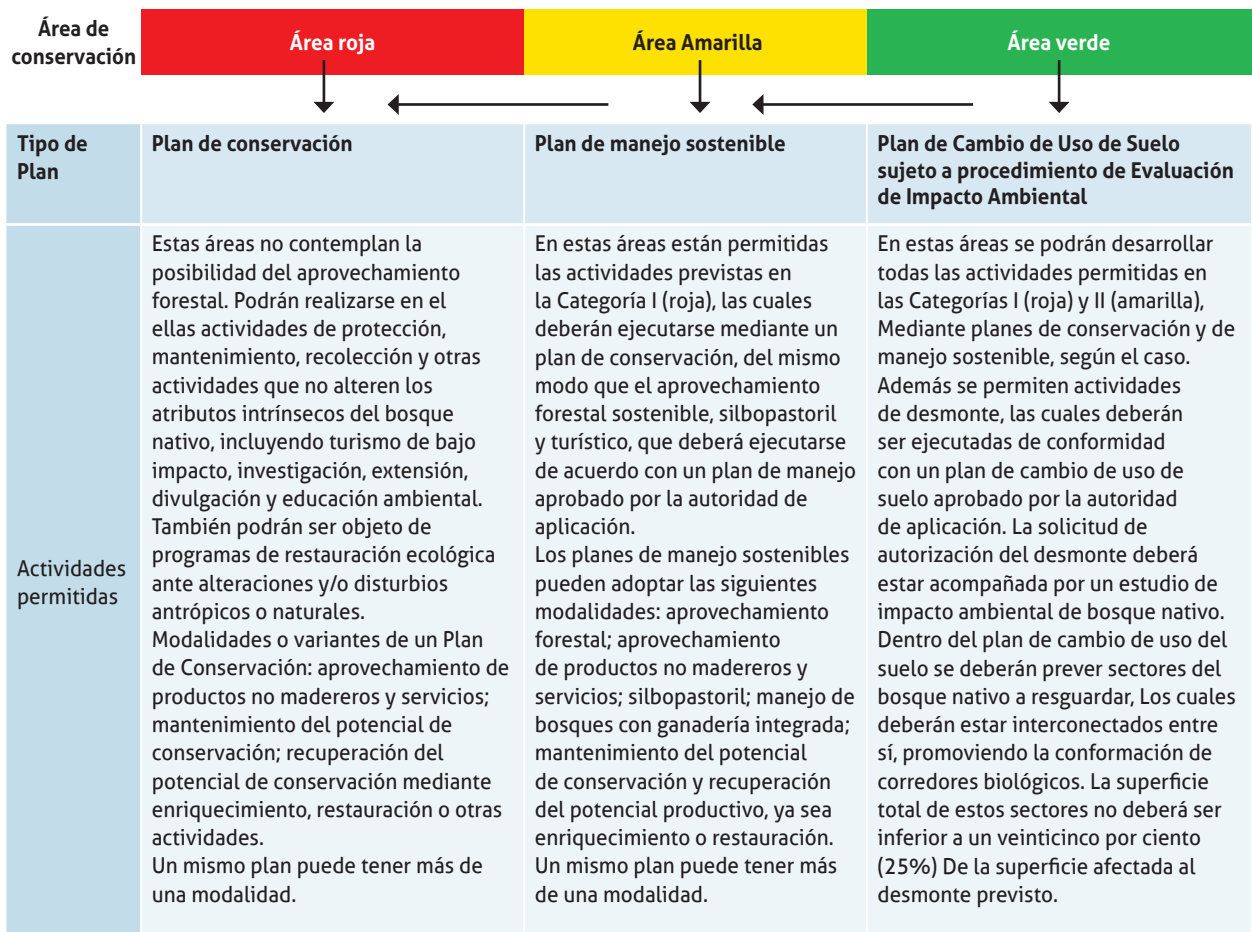 Área de
conservación
Área roja
Área Amarilla
Área verde
Tipo de
Plan
Plan de conservación
Plan de manejo sostenible
Plan de Cambio de Uso de Suelo
sujeto a procedimiento de Evaluación
de Impacto Ambiental
Actividades
permitidas
Estas áreas no contemplan la
posibilidad del aprovechamiento
forestal. Podrán realizarse en el
ellas actividades de protección,
mantenimiento, recolección y otras
actividades que no alteren los
atributos intrínsecos del bosque
nativo, incluyendo turismo de bajo
impacto, investigación, extensión,
divulgación y educación ambiental.
También podrán ser objeto de
programas de restauración ecológica
ante alteraciones y/o disturbios
antrópicos o naturales.
Modalidades o variantes de un Plan
de Conservación: aprovechamiento de
productos no madereros y servicios;
mantenimiento del potencial de
conservación; recuperación del
potencial de conservación mediante
enriquecimiento, restauración o otras
actividades.
Un mismo plan puede tener más de
una modalidad.
En estas áreas están permitidas
las actividades previstas en
la Categoría I (roja), las cuales
deberán ejecutarse mediante un
plan de conservación, del mismo
modo que el aprovechamiento
forestal sostenible, silbopastoril
y turístico, que deberá ejecutarse
de acuerdo con un plan de manejo
aprobado por la autoridad de
aplicación.
Los planes de manejo sostenibles
pueden adoptar las siguientes
modalidades: aprovechamiento
forestal; aprovechamiento
de productos no madereros y
servicios; silbopastoril; manejo de
bosques con ganadería integrada;
mantenimiento del potencial
de conservación y recuperación
del potencial productivo, ya sea
enriquecimiento o restauración.
Un mismo plan puede tener más
de una modalidad.
En estas áreas se podrán desarrollar
todas las actividades permitidas en
las Categorías I (roja) y II (amarilla),
Mediante planes de conservación y de
manejo sostenible, según el caso.
Además se permiten actividades
de desmonte, las cuales deberán
ser ejecutadas de conformidad
con un plan de cambio de uso de
suelo aprobado por la autoridad
de aplicación. La solicitud de
autorización del desmonte deberá
estar acompañada por un estudio de
impacto ambiental de bosque nativo.
Dentro del plan de cambio de uso del
suelo se deberán prever sectores del
bosque nativo a resguardar, Los cuales
deberán estar interconectados entre
sí, promoviendo la conformación de
corredores biológicos. La superficie
total de estos sectores no deberá ser
inferior a un veinticinco por ciento
(25%) De la superficie afectada al
desmonte previsto.